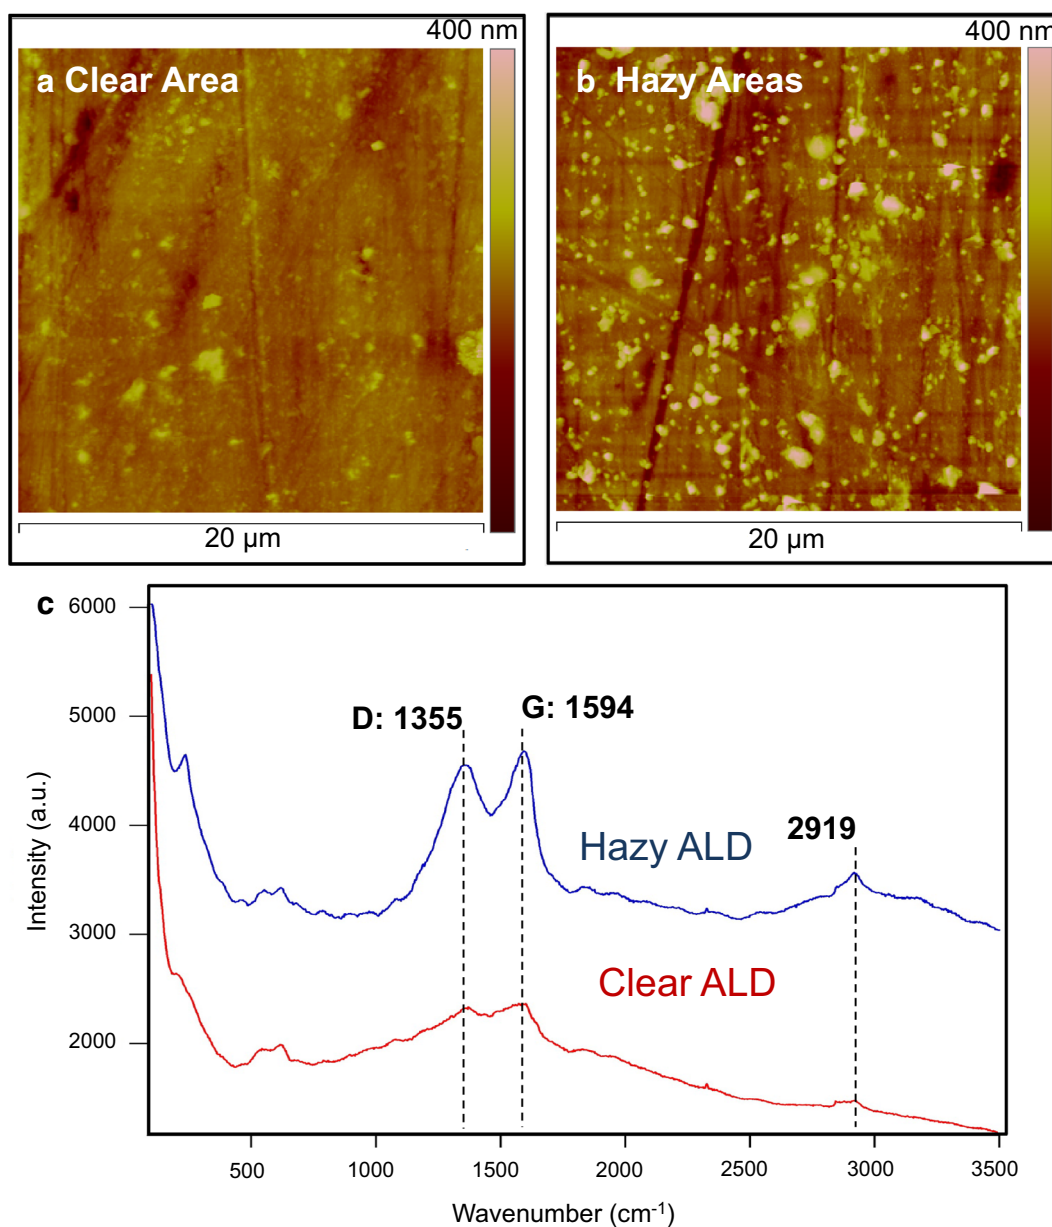 400 nm
a Clear Area
20 µm
400 nm
b Hazy Areas
20 µm
c
6000
5000
4000
3000
2000
Intensity (a.u.)
D: 1355
G: 1594
2919
Hazy ALD
Clear ALD
500 1000 1500 2000 2500 3000 3500
Wavenumber (cm⁻¹)